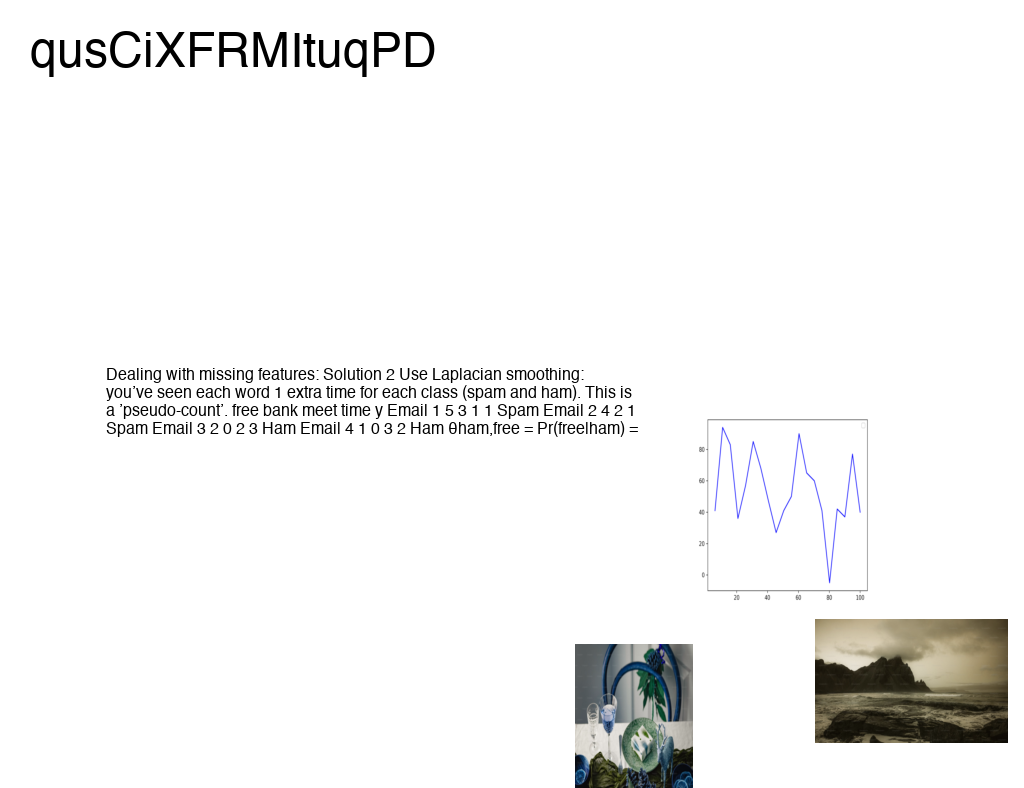 qusCiXFRMItuqPD
Dealing with missing features: Solution 2 Use Laplacian smoothing:
you’ve seen each word 1 extra time for each class (spam and ham). This is
a ’pseudo-count’. free bank meet time y Email 1 5 3 1 1 Spam Email 2 4 2 1
Spam Email 3 2 0 2 3 Ham Email 4 1 0 3 2 Ham θham,free = Pr(free|ham) =
80
60
40
20
0
20 40 60 80 100